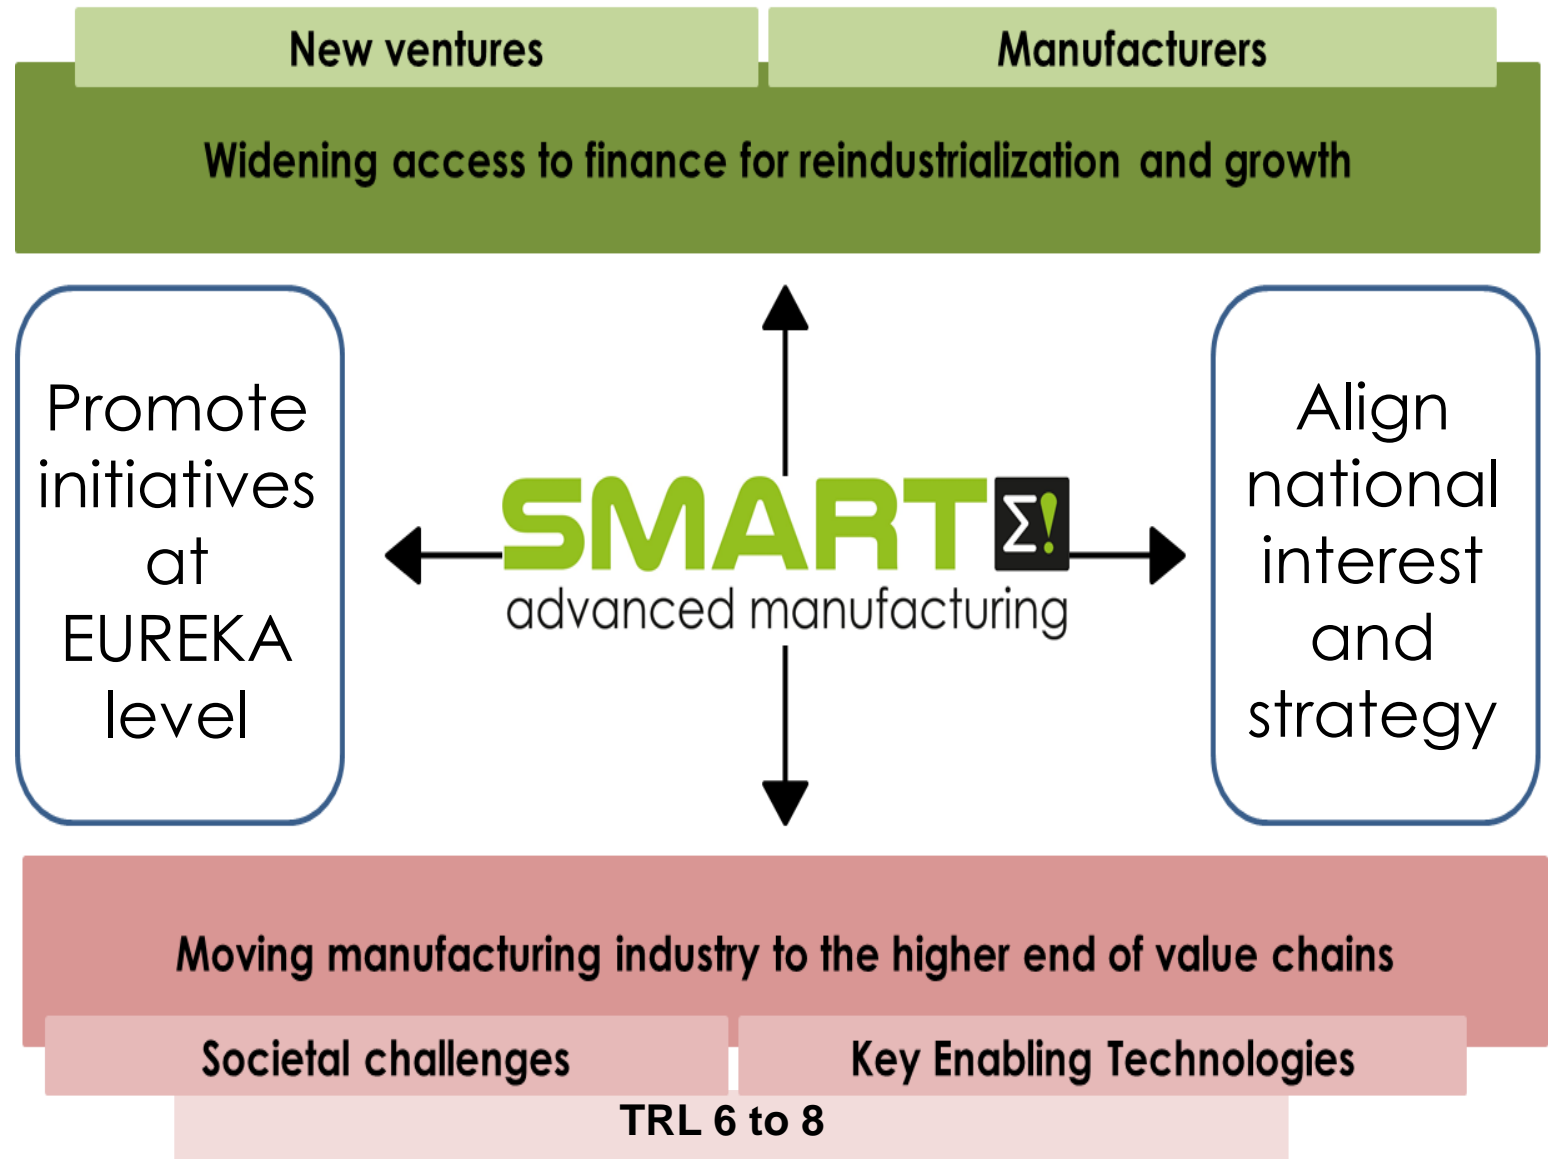 New ventures
Manufacturers
Widening access to finance for reindustrialization and growth
Promote
initiatives
at
EUREKA
level
SMART Σ!
advanced manufacturing
Align
national
interest
and
strategy
Moving manufacturing industry to the higher end of value chains
Societal challenges
Key Enabling Technologies
TRL 6 to 8